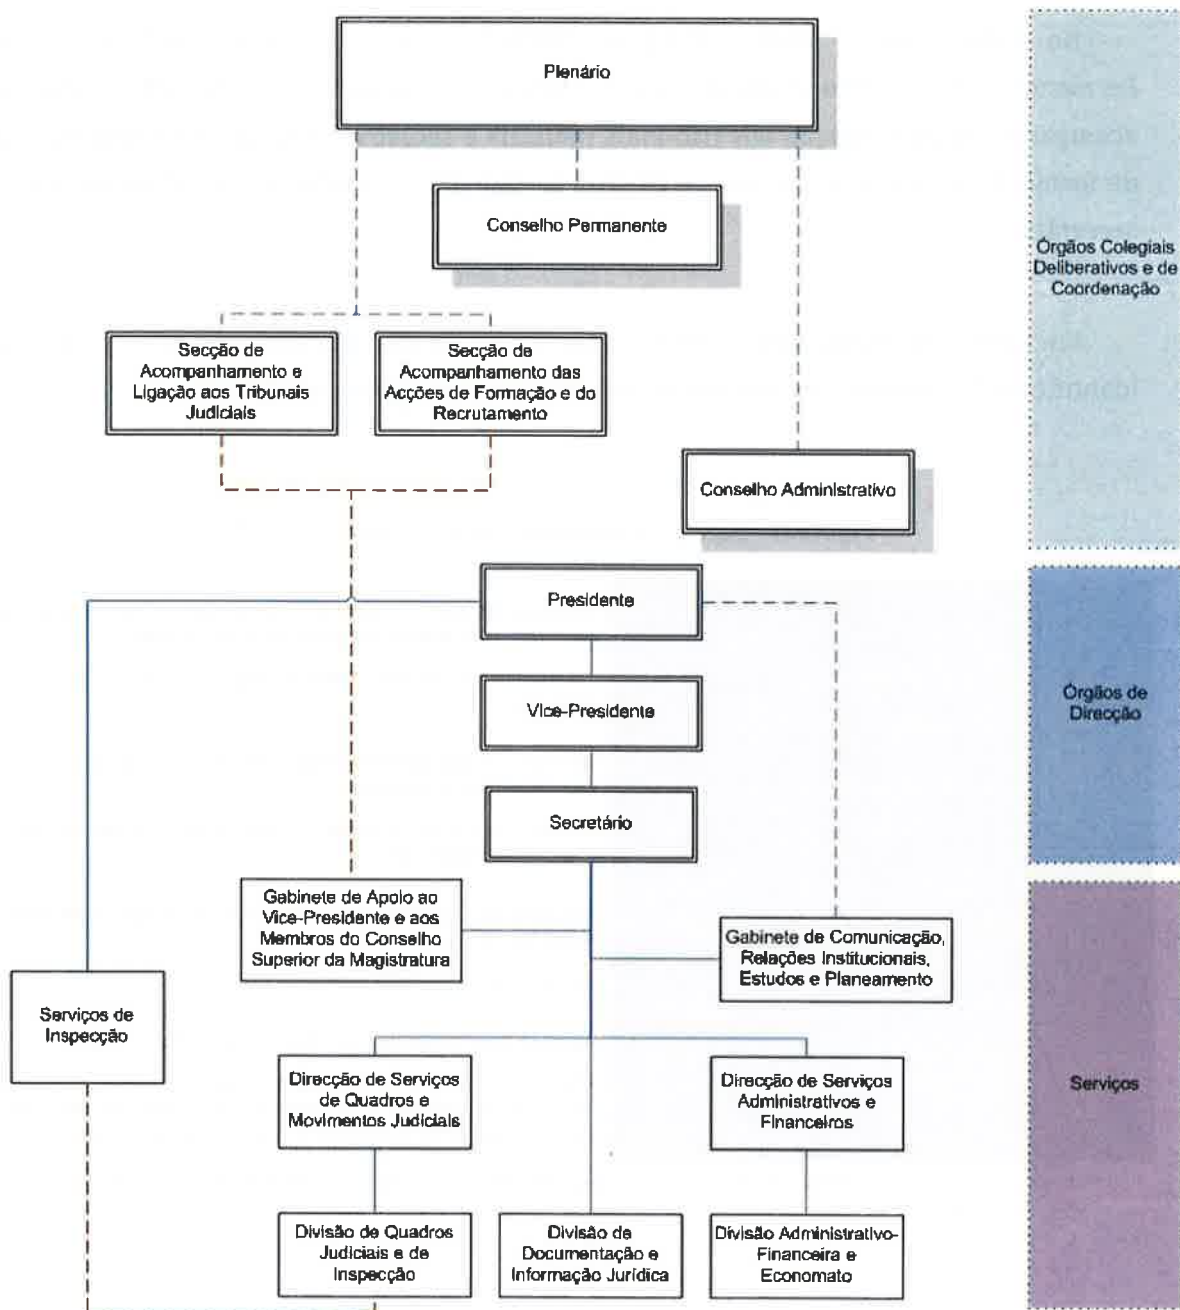 Plenário
Conselho Permanente
Órgãos Colegiais
Deliberativos e de
Coordenação
Secção de
Acompanhamento e
Ligação aos Tribunais
Judiciais
Secção de
Acompanhamento das
Acções de Formação e do
Recrutamento
Conselho Administrativo
Presidente
Vice-Presidente
Órgãos de
Direcção
Secretário
Gabinete de Apoio ao
Vice-Presidente e aos
Membros do Conselho
Superior da Magistratura
Gabinete de Comunicação,
Relações Institucionais,
Estudos e Planeamento
Serviços de
Inspecção
Direcção de Serviços
de Quadros e
Movimentos Judiciais
Direcção de Serviços
Administrativos e
Financeiros
Serviços
Divisão de Quadros
Judiciais e de
Inspecção
Divisão de
Documentação e
Informação Jurídica
Divisão Administrativo-
Financeira e
Economato